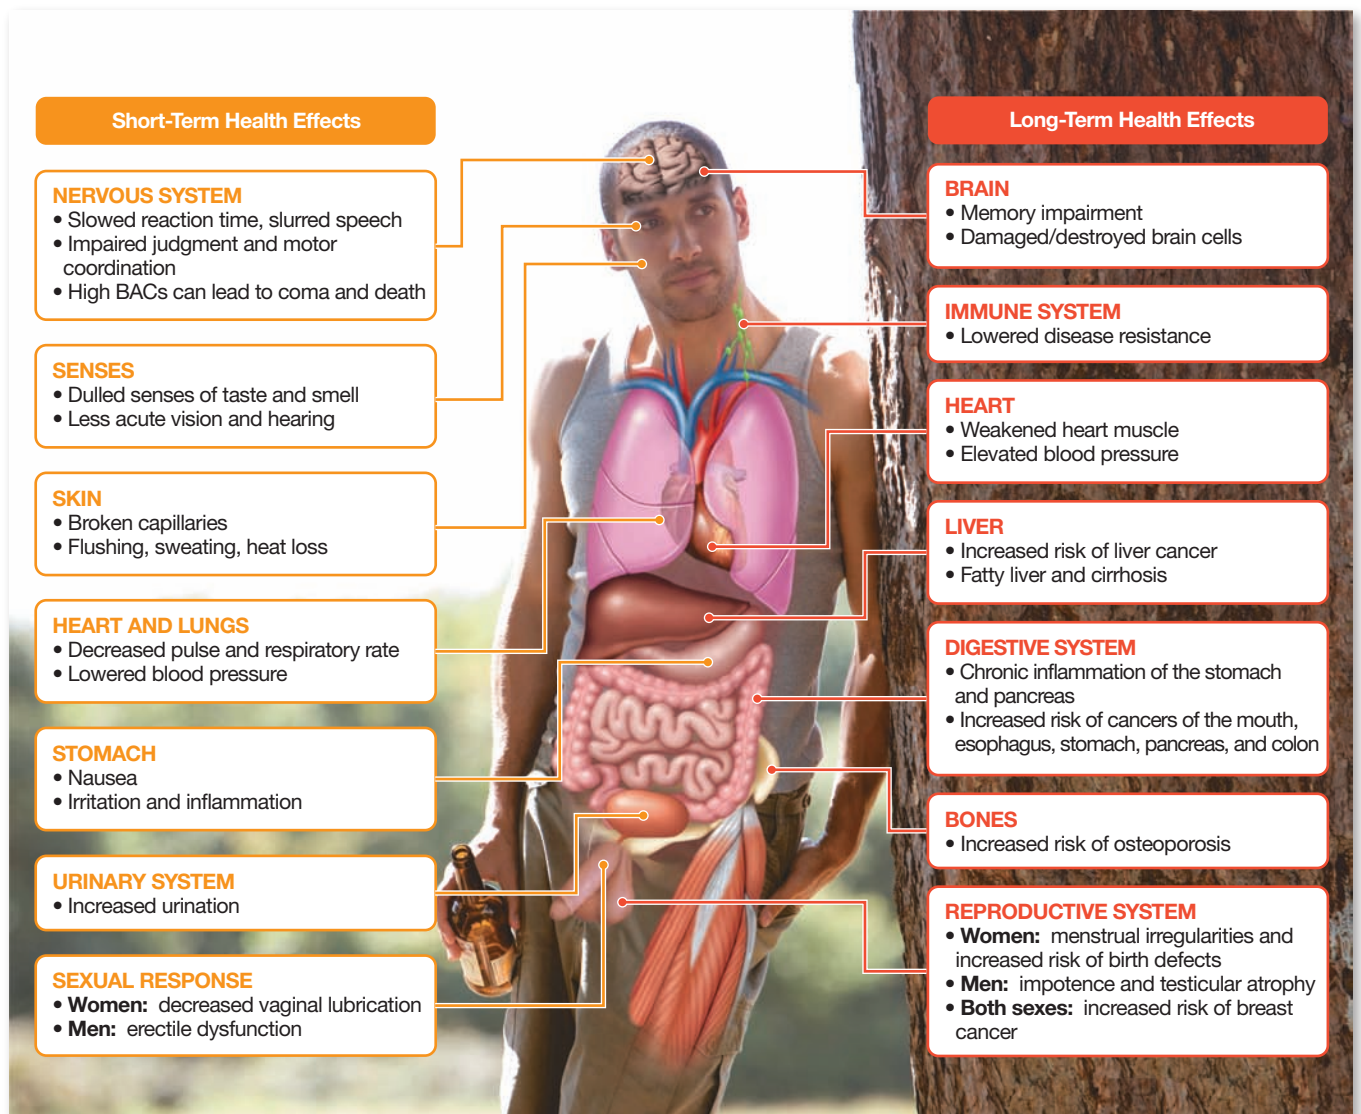 Short-Term Health Effects
NERVOUS SYSTEM
• Slowed reaction time, slurred speech
• Impaired judgment and motor
coordination
• High BACs can lead to coma and death
SENSES
• Dulled senses of taste and smell
• Less acute vision and hearing
SKIN
• Broken capillaries
• Flushing, sweating, heat loss
HEART AND LUNGS
• Decreased pulse and respiratory rate
• Lowered blood pressure
STOMACH
• Nausea
• Irritation and inflammation
URINARY SYSTEM
• Increased urination
SEXUAL RESPONSE
• Women: decreased vaginal lubrication
• Men: erectile dysfunction
Long-Term Health Effects
BRAIN
• Memory impairment
• Damaged/destroyed brain cells
IMMUNE SYSTEM
• Lowered disease resistance
HEART
• Weakened heart muscle
• Elevated blood pressure
LIVER
• Increased risk of liver cancer
• Fatty liver and cirrhosis
DIGESTIVE SYSTEM
• Chronic inflammation of the stomach
and pancreas
• Increased risk of cancers of the mouth,
esophagus, stomach, pancreas, and colon
BONES
• Increased risk of osteoporosis
REPRODUCTIVE SYSTEM
• Women: menstrual irregularities and
increased risk of birth defects
• Men: impotence and testicular atrophy
• Both sexes: increased risk of breast
cancer